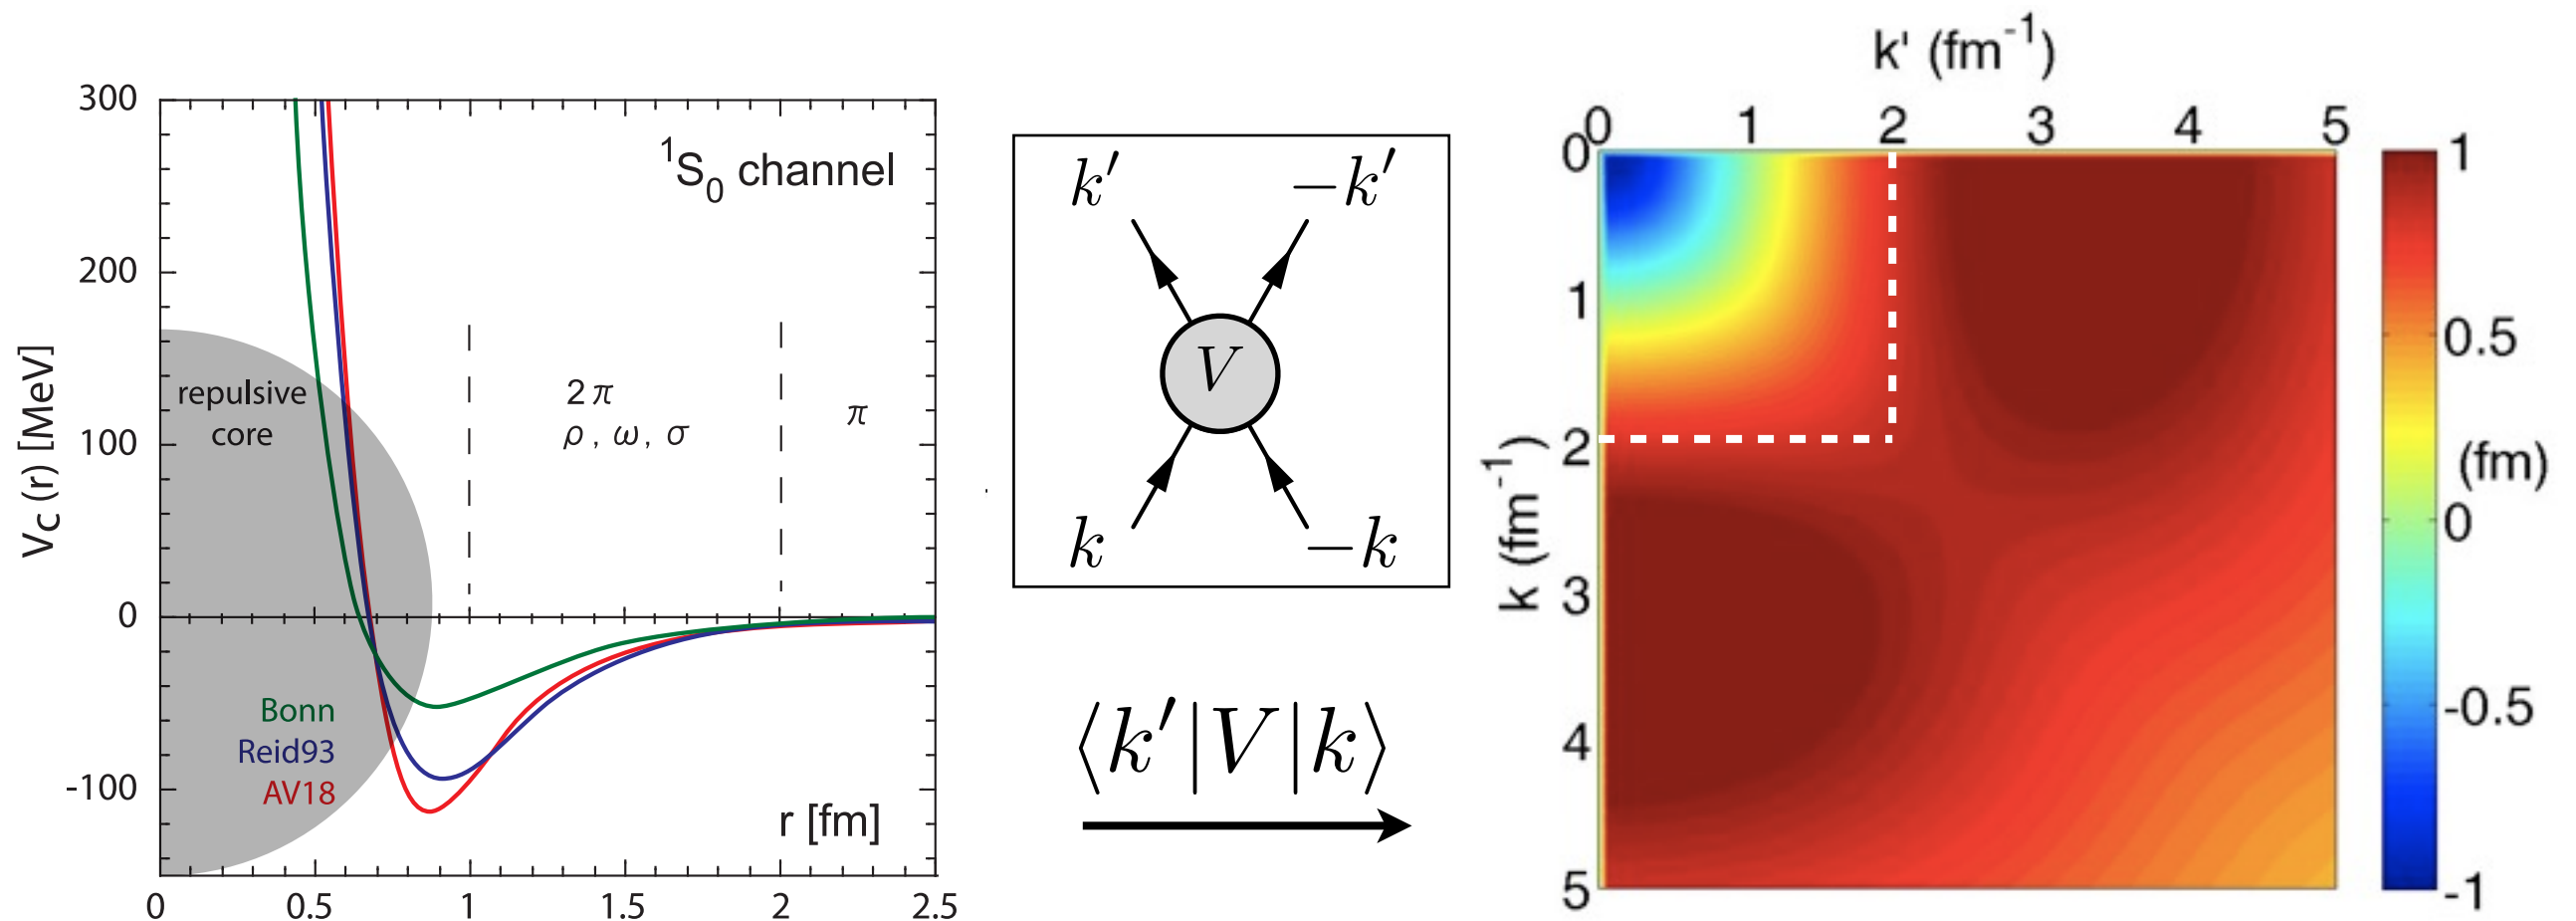 300
200
100
0
-100
Vc (r) [MeV]
¹S₀ channel
repulsive
core
2 π
ρ , ω, σ
π
Bonn
Reid93
AV18
r [fm]
0 0.5 1 1.5 2 2.5
k′ −k′
V
k −k
⟨k′|V|k⟩
k' (fm⁻¹)
0 1 2 3 4 5
0
1
2
3
4
5
k (fm⁻¹)
1
0.5
(fm)
0
-0.5
-1